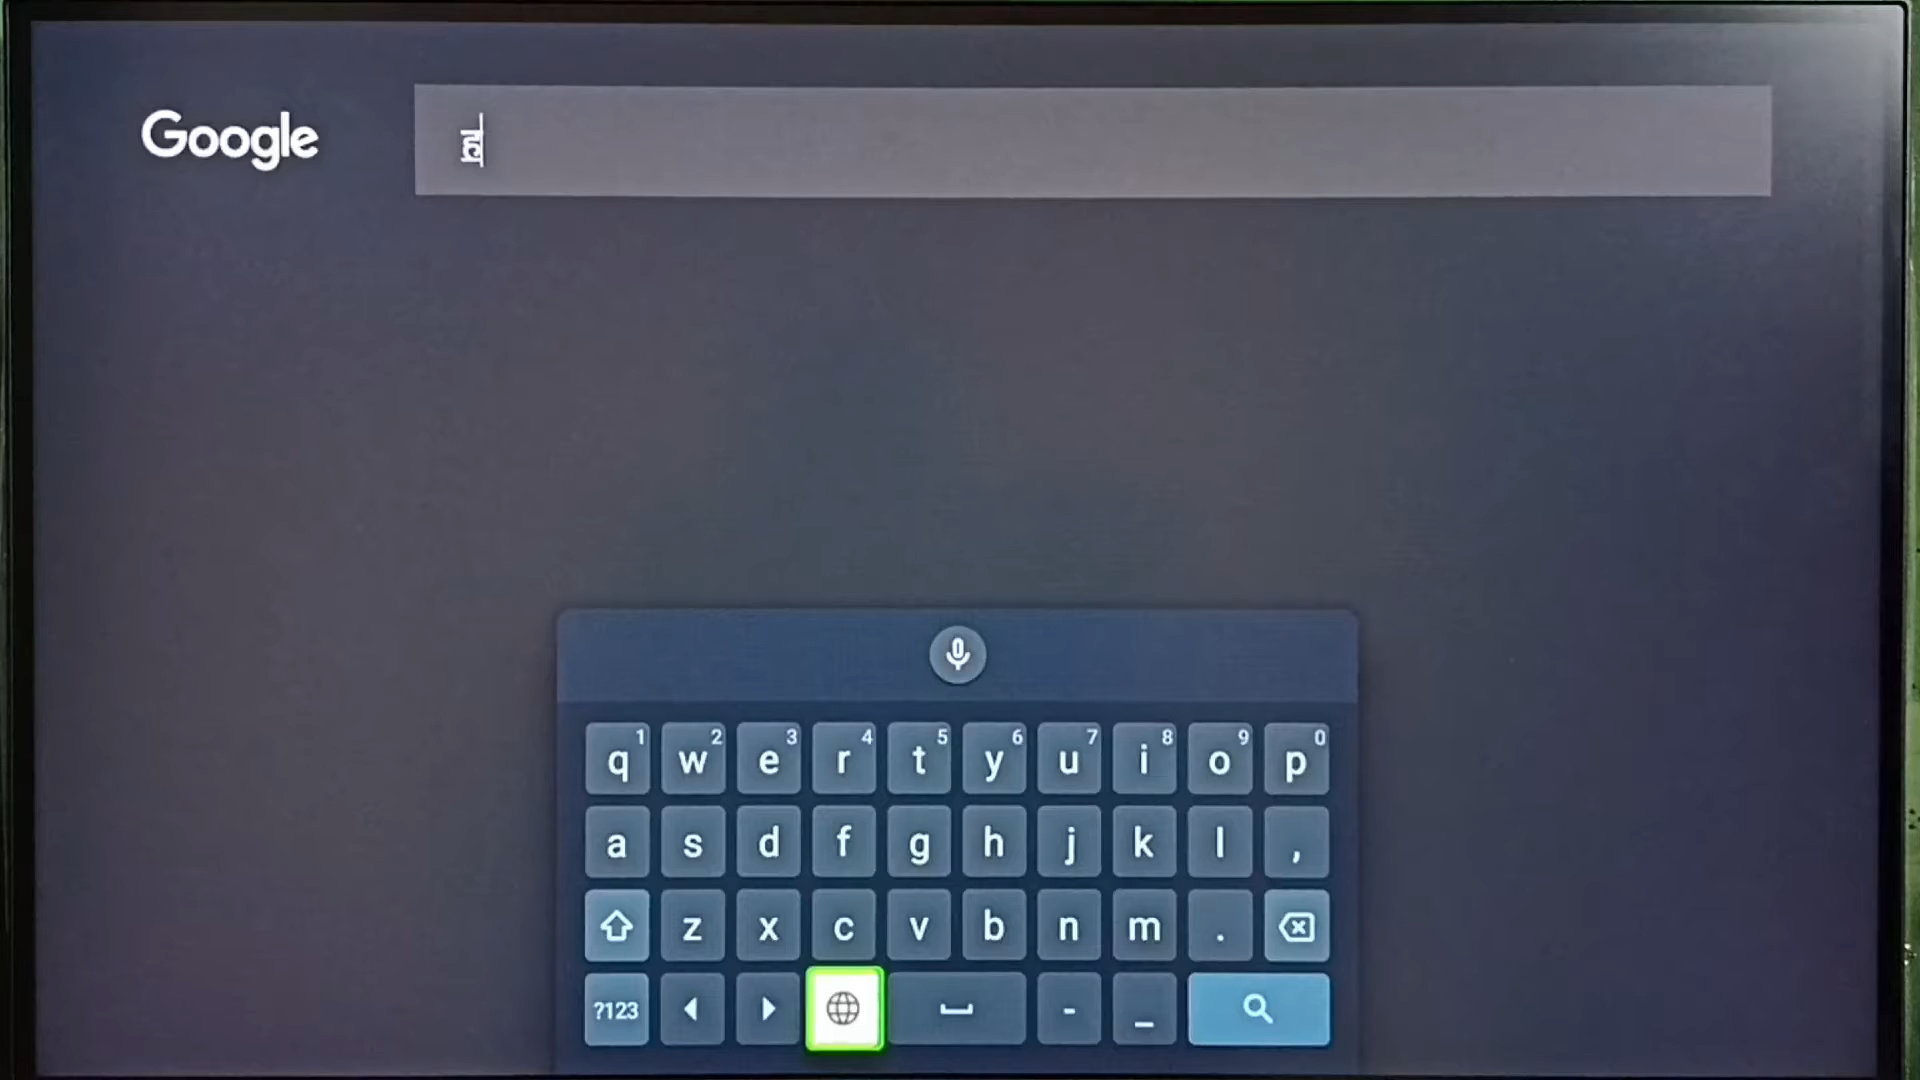 Google
q 1 w 2 e 3 r 4 t 5 y 6 u 7 i 8 o 9 p 0
a s d f g h j k l ,
z x c v b n m .
?123 - _